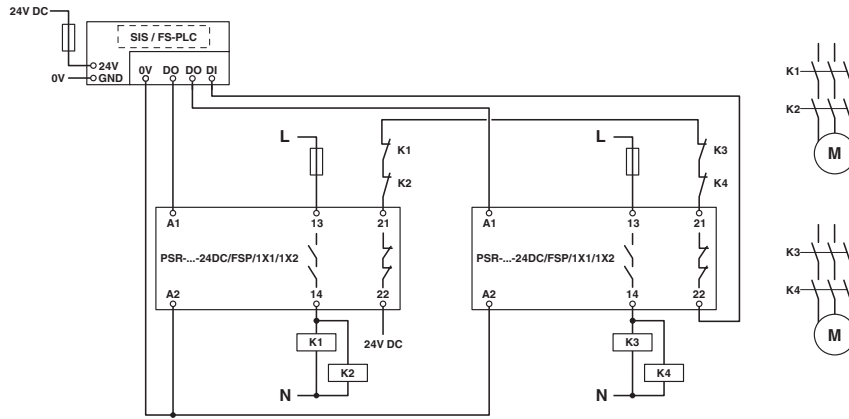 24V DC
SIS / FS-PLC
24V
0V DO DO DI
0V GND
K1
K2
M
L
K1
K2
L
K3
K4
A1 13 21
A1 13 21
PSR-...-24DC/FSP/1X1/1X2
PSR-...-24DC/FSP/1X1/1X2
A2 14 22
A2 14 22
K3
K4
M
K1
24V DC
K2
N
K3
K4
N